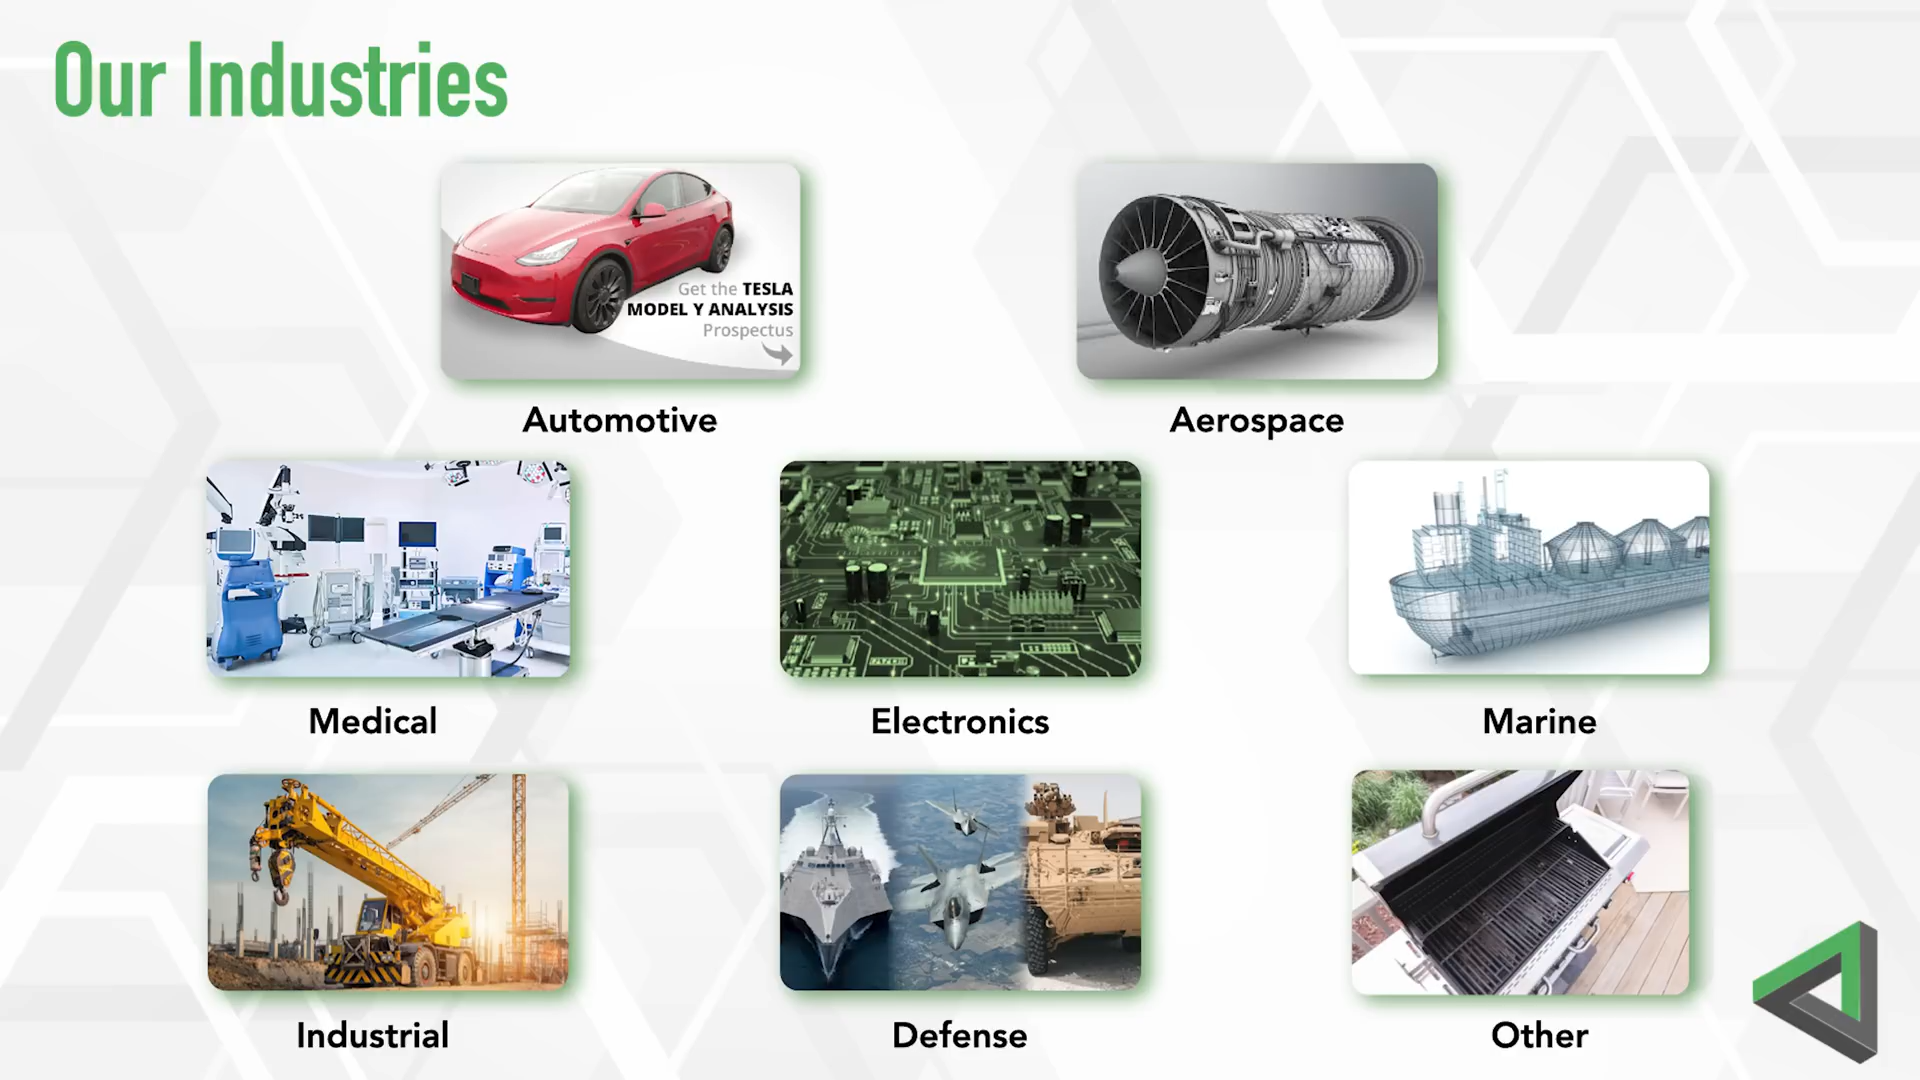 Our Industries
Get the TESLA
MODEL Y ANALYSIS
Prospectus
Automotive
Aerospace
Medical
Electronics
Marine
Industrial
Defense
Other